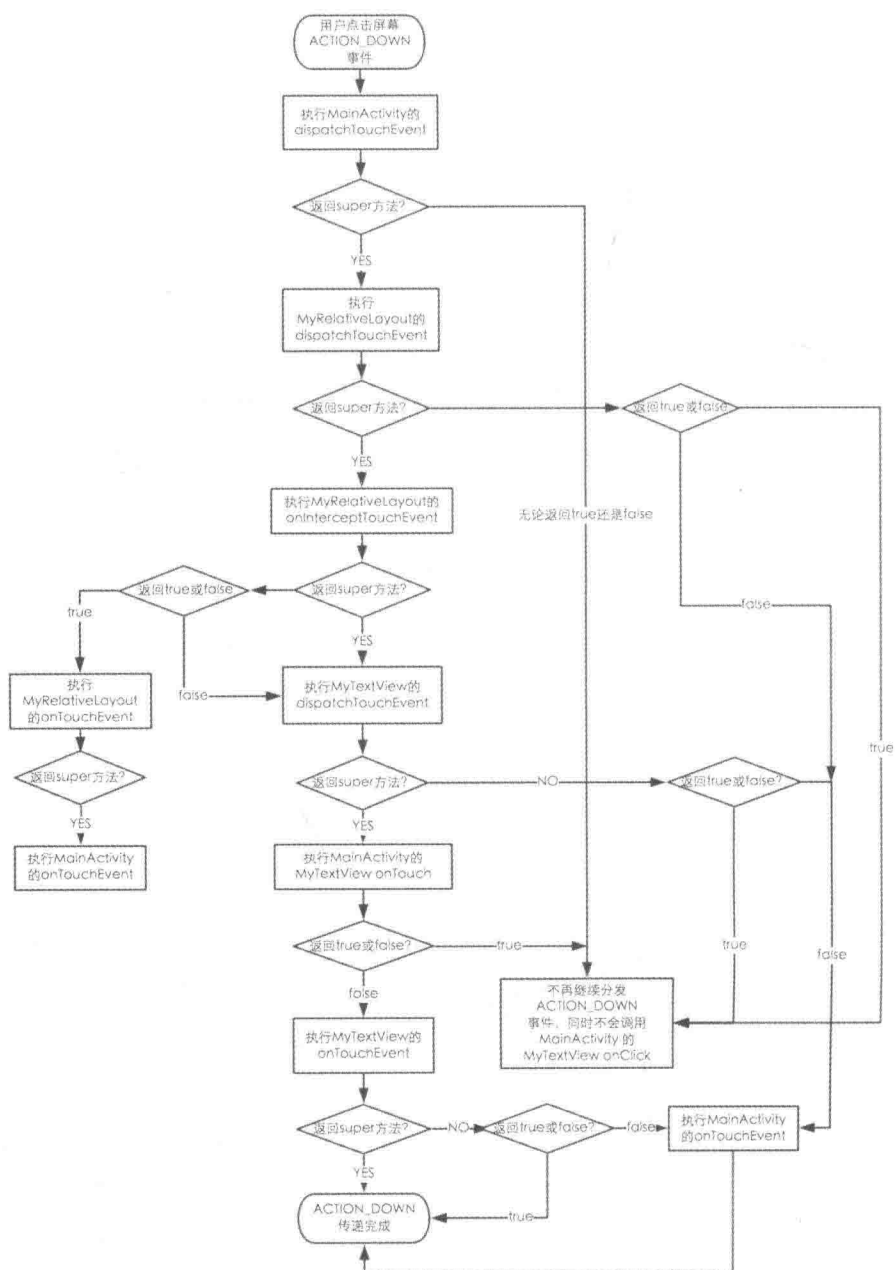 用户点击屏幕
ACTION_DOWN
事件
执行MainActivity的
dispatchTouchEvent
返回super方法?
YES
执行
MyRelativeLayout的
dispatchTouchEvent
返回super方法?
返回true或false
YES
执行MyRelativeLayout的
onInterceptTouchEvent
无论返回true还是false
返回true或false
返回super方法?
true
false
YES
执行
MyRelativeLayout
的onTouchEvent
false
执行MyTextView的
dispatchTouchEvent
true
返回super方法?
返回super方法?
NO
返回true或false?
YES
YES
执行MainActivity
的onTouchEvent
执行MainActivity的
MyTextView onTouch
返回true或false?
true
true
false
false
不再继续分发
ACTION_DOWN
事件，同时不会调用
MainActivity 的
MyTextView onClick
执行MyTextView的
onTouchEvent
返回super方法?
NO
返回true或false?
false
执行MainActivity
的onTouchEvent
YES
ACTION_DOWN
传递完成
true